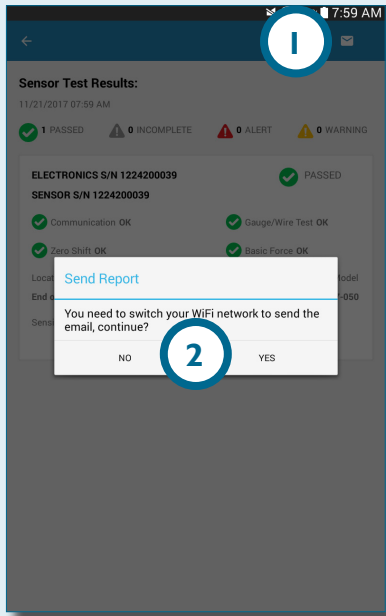 7:59 AM
1
Sensor Test Results:
11/21/2017 07:59 AM
1 PASSED 0 INCOMPLETE 0 ALERT 0 WARNING
ELECTRONICS S/N 1224200039 PASSED
SENSOR S/N 1224200039
Communication OK Gauge/Wire Test OK
Zero Shift OK Basic Force OK
Send Report
You need to switch your WiFi network to send the
email, continue?
NO 2 YES